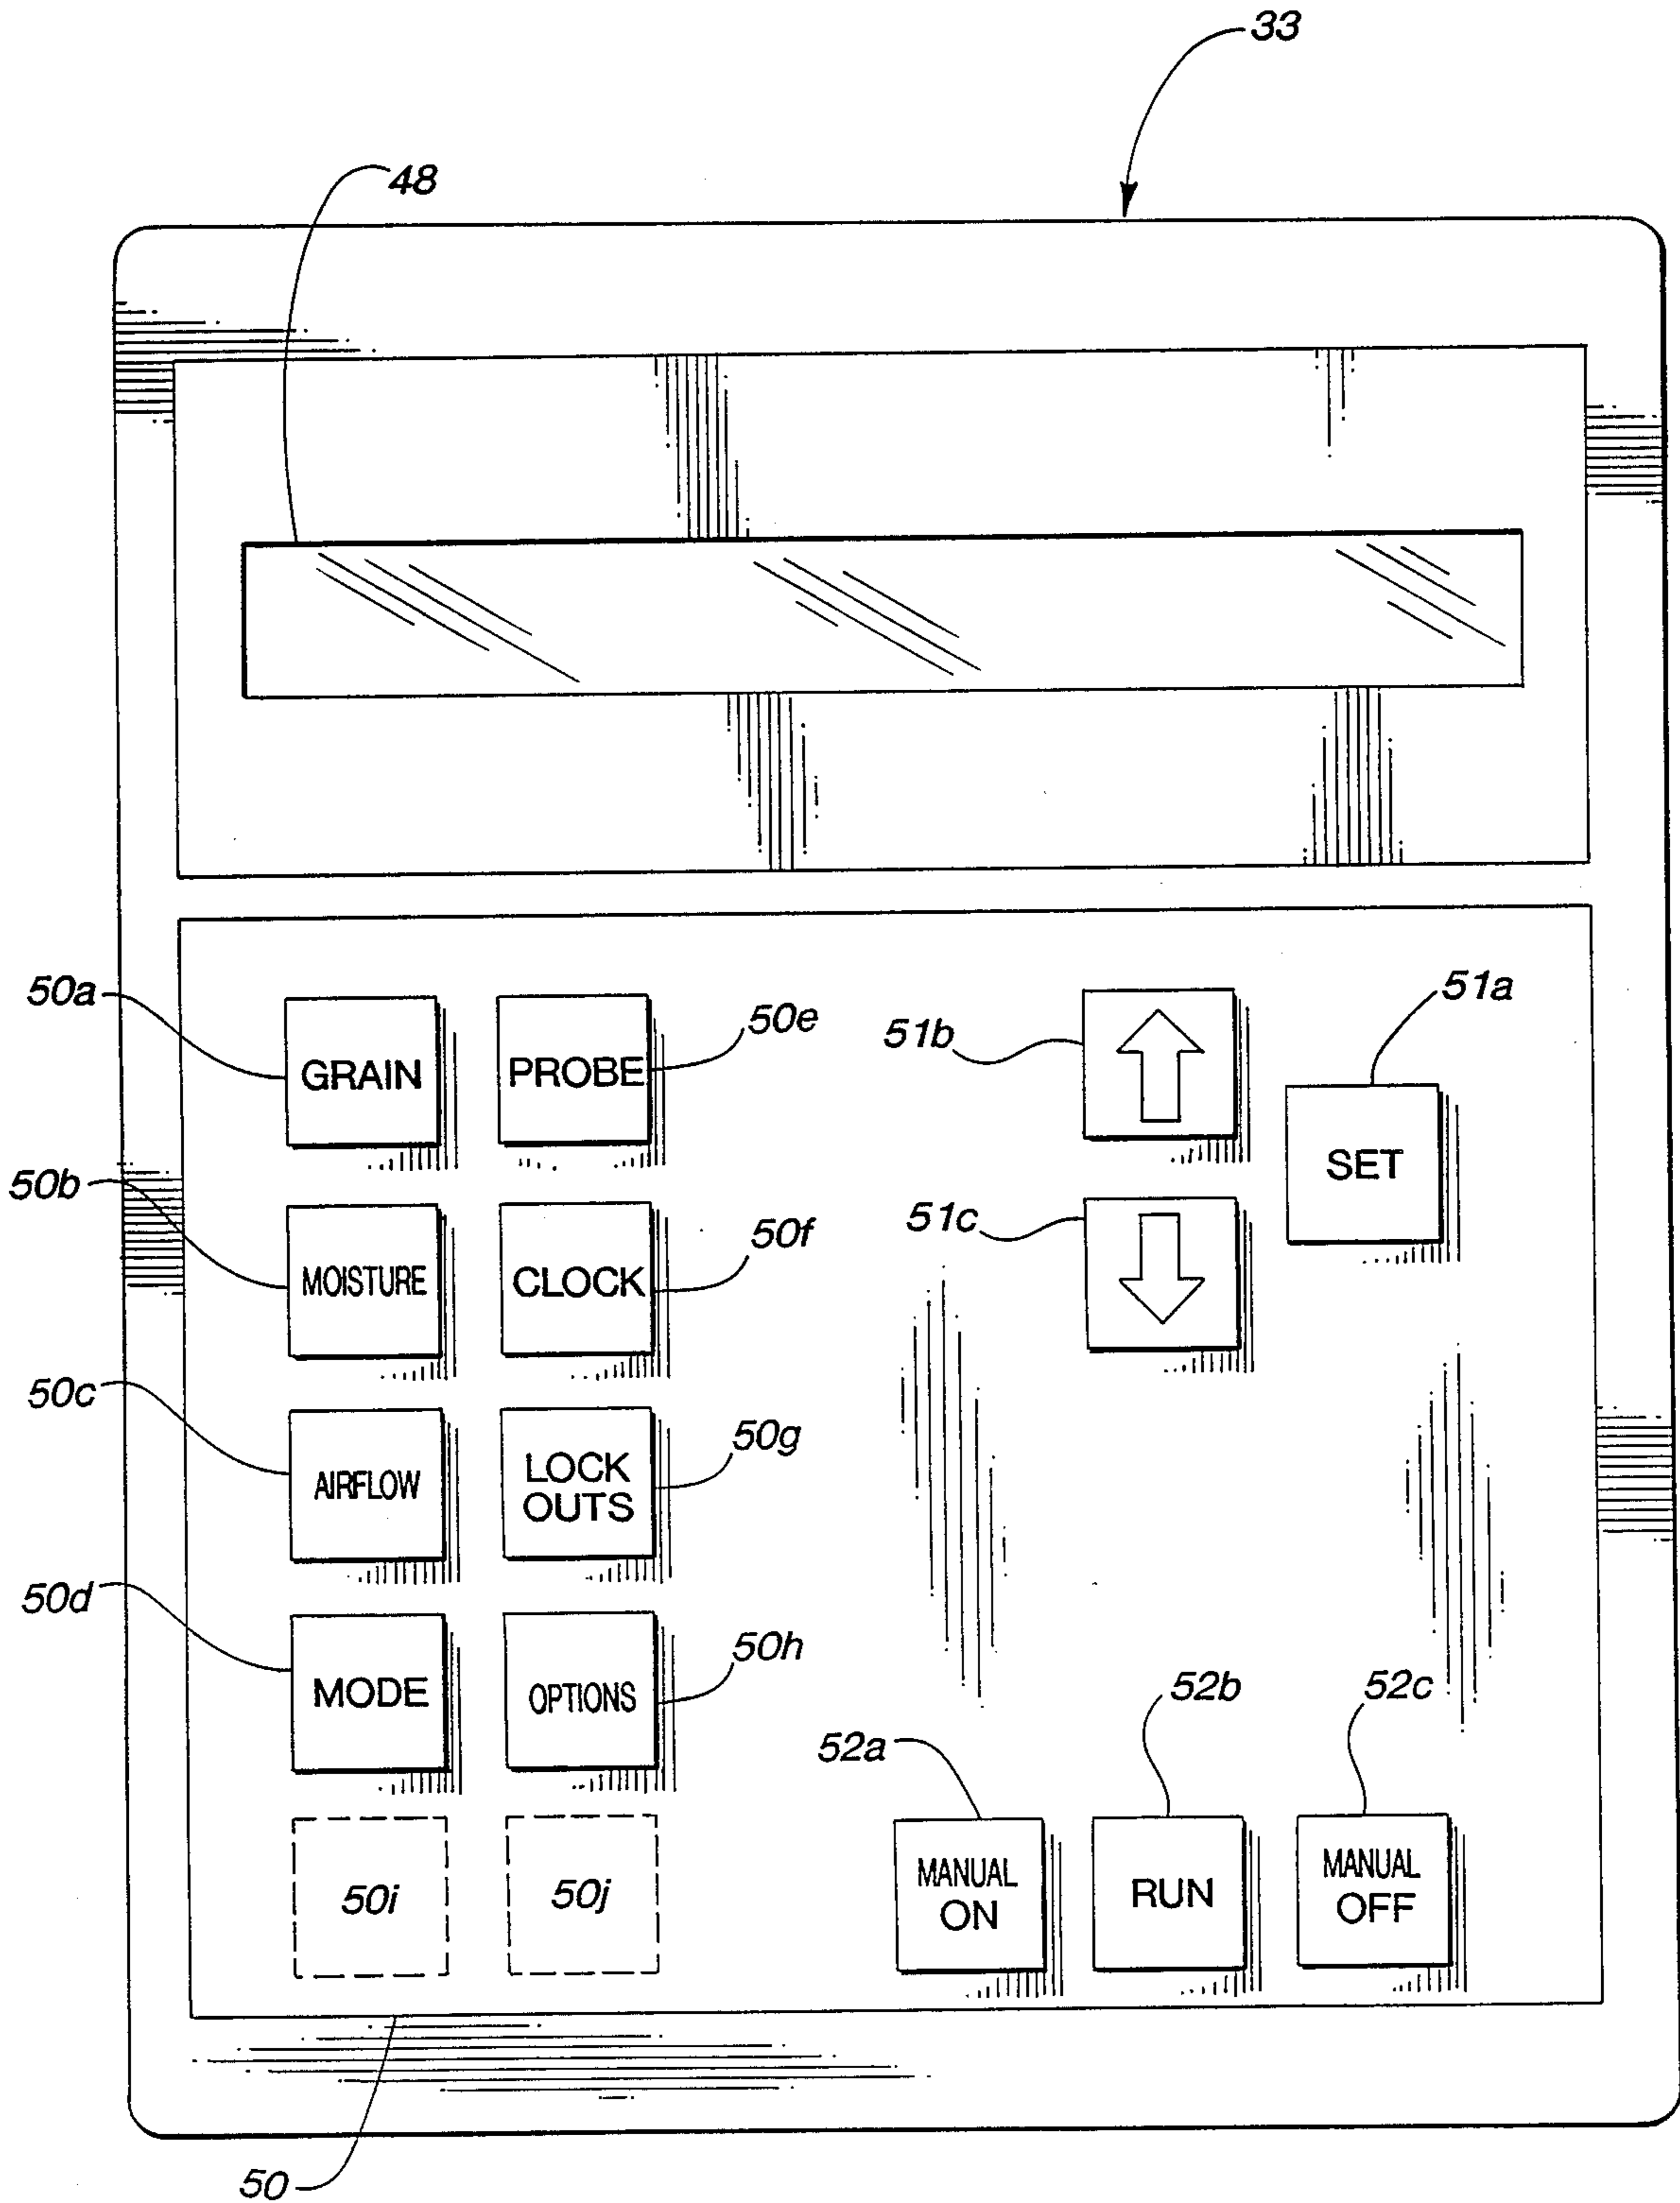 33
48
50a
GRAIN
PROBE
50e
51b
51a
SET
50b
MOISTURE
CLOCK
50f
51c
50c
AIRFLOW
LOCK
OUTS
50g
50d
MODE
OPTIONS
50h
52a
52b
52c
50i
50j
MANUAL
ON
RUN
MANUAL
OFF
50